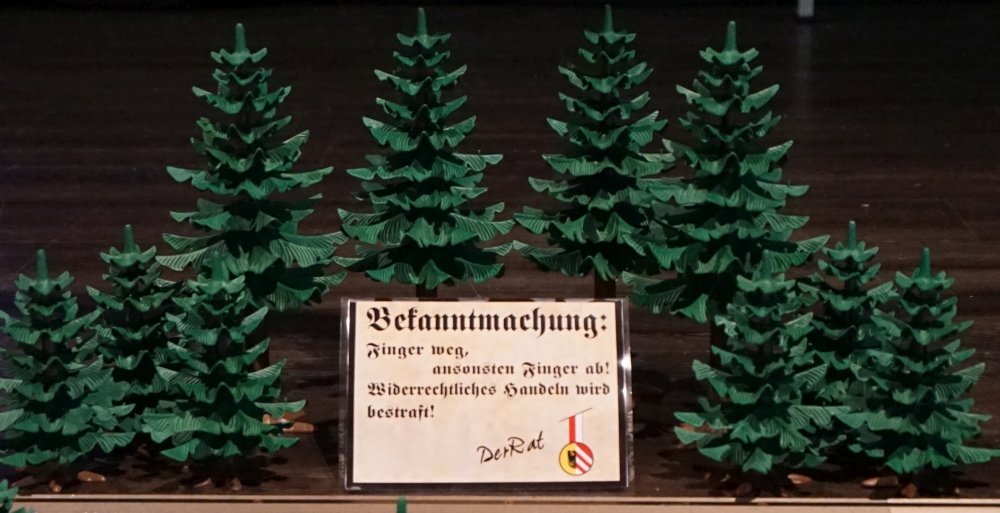 Bekanntmachung:
Finger weg,
ansonsten Finger ab!
Widerrechtliches Handeln wird
bestraft!
Der Rat